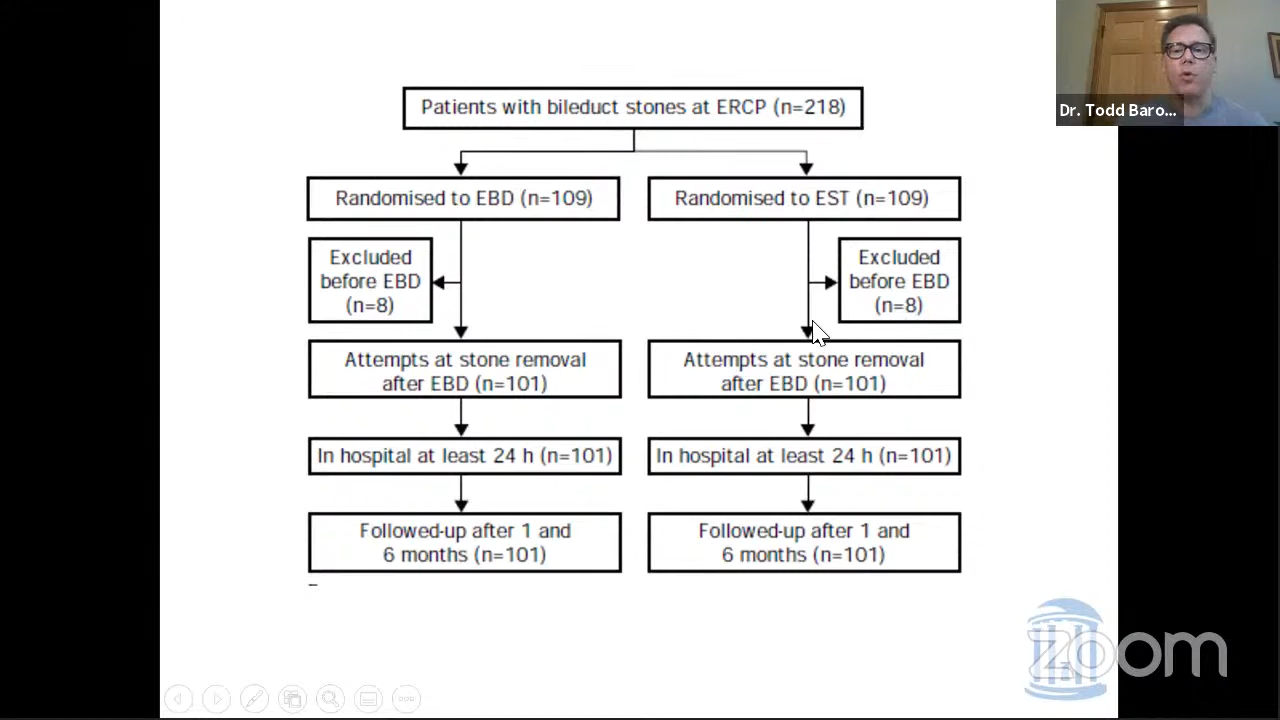 Dr. Todd Baro...
Patients with bileduct stones at ERCP (n=218)
Randomised to EBD (n=109)
Randomised to EST (n=109)
Excluded
before EBD
(n=8)
Excluded
before EBD
(n=8)
Attempts at stone removal
after EBD (n=101)
Attempts at stone removal
after EBD (n=101)
In hospital at least 24 h (n=101)
In hospital at least 24 h (n=101)
Followed-up after 1 and
6 months (n=101)
Followed-up after 1 and
6 months (n=101)
zoom